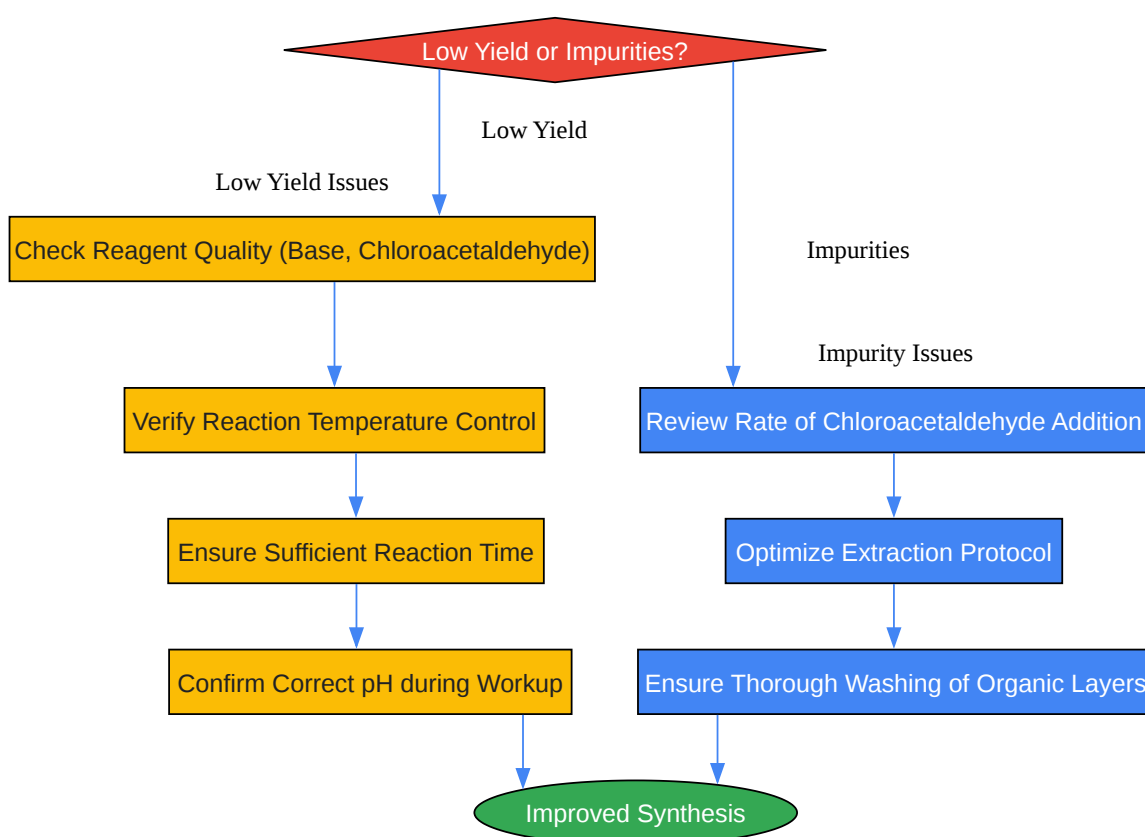 Low Yield or Impurities?
Low Yield
Low Yield Issues
Check Reagent Quality (Base, Chloroacetaldehyde)
Impurities
Impurity Issues
Verify Reaction Temperature Control
Review Rate of Chloroacetaldehyde Addition
Ensure Sufficient Reaction Time
Optimize Extraction Protocol
Confirm Correct pH during Workup
Ensure Thorough Washing of Organic Layers
Improved Synthesis